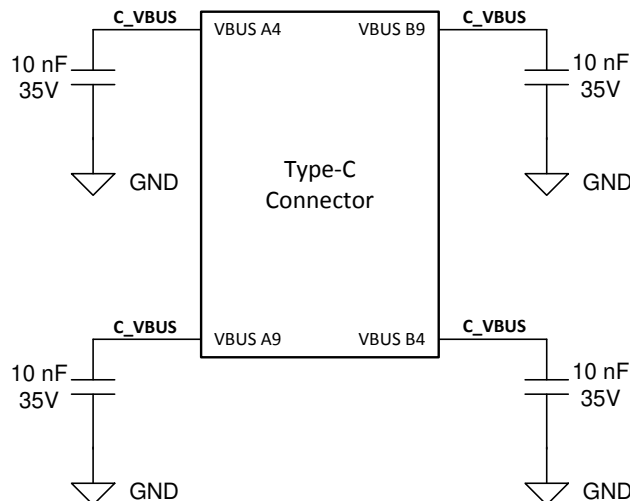 C_VBUS
VBUS A4
VBUS B9
C_VBUS
10 nF
35V
10 nF
35V
GND
Type-C
Connector
GND
C_VBUS
VBUS A9
VBUS B4
C_VBUS
10 nF
35V
10 nF
35V
GND
GND